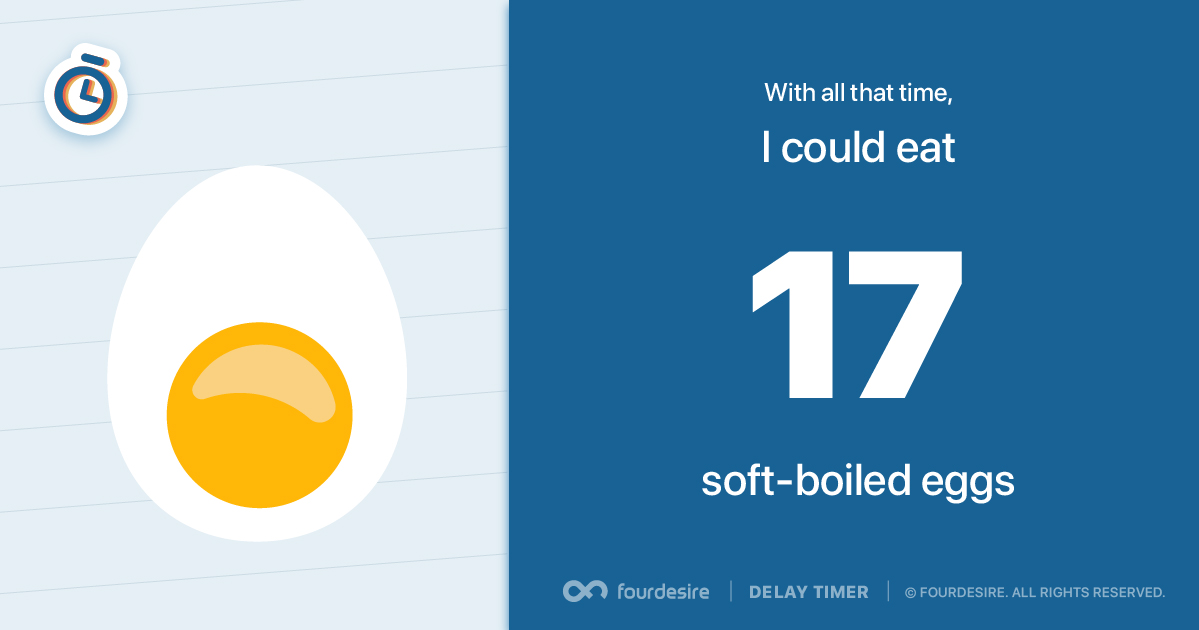 With all that time,
I could eat
17
soft-boiled eggs
fourdesire | DELAY TIMER | © FOURDESIRE. ALL RIGHTS RESERVED.